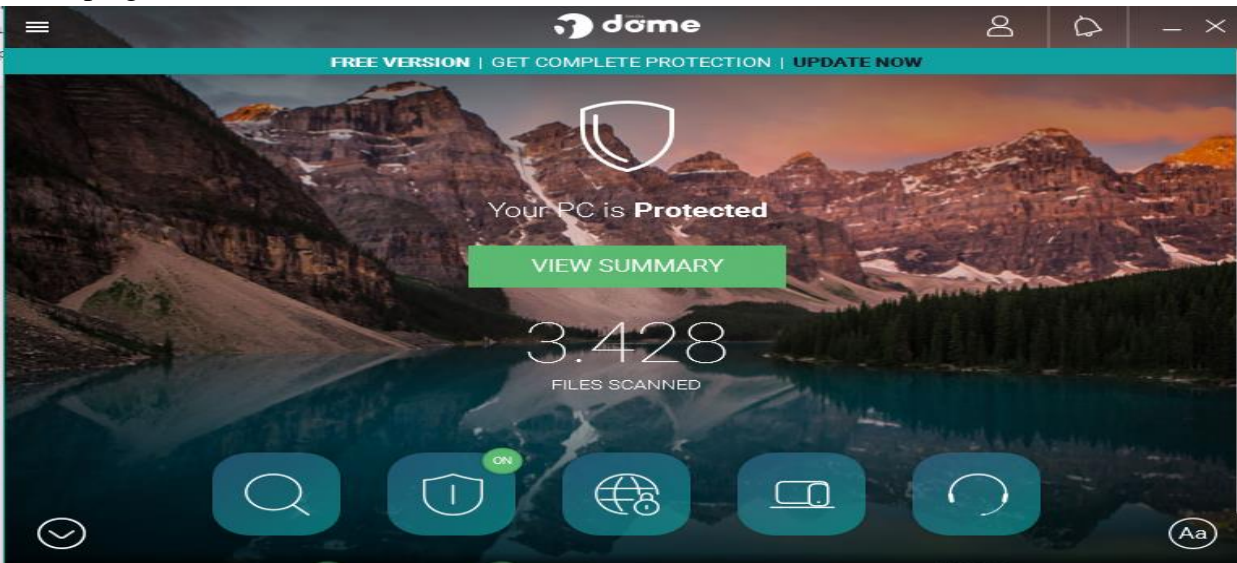 dome
FREE VERSION | GET COMPLETE PROTECTION | UPDATE NOW
Your PC is Protected
VIEW SUMMARY
3.428
FILES SCANNED
ON
Aa